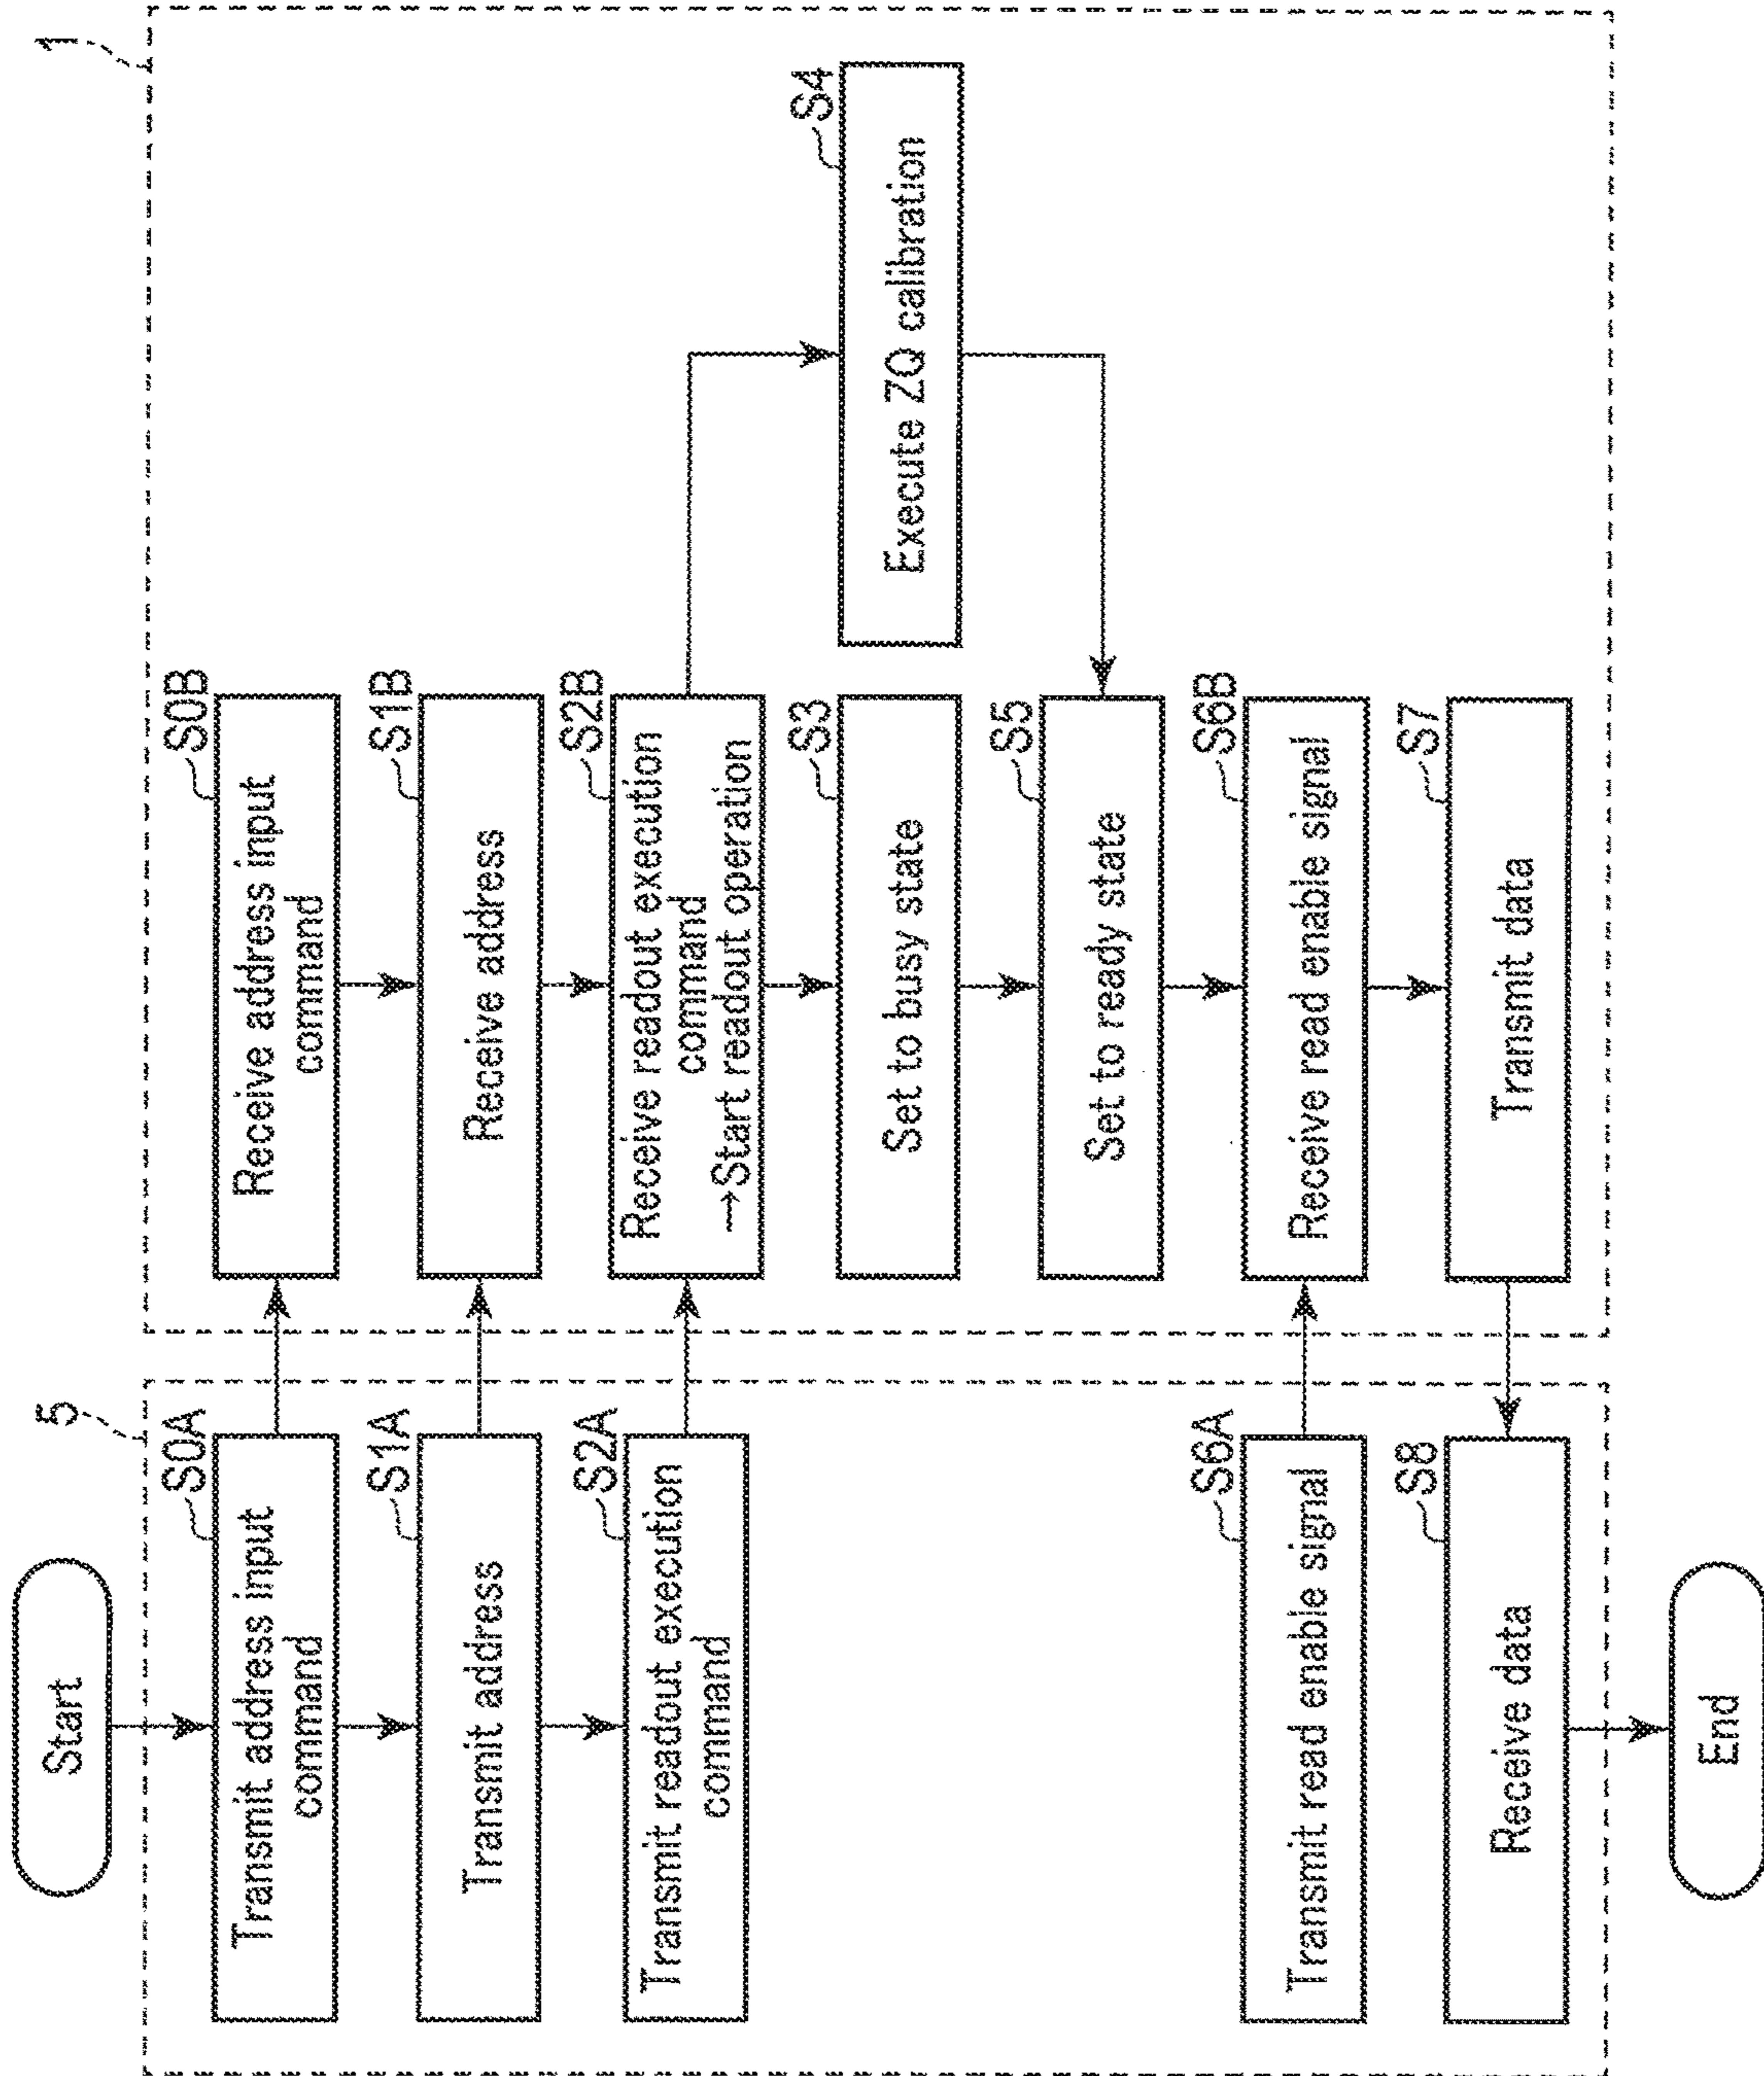 Start
5
1
S0A
Transmit address input
command
S0B
Receive address input
command
S1A
Transmit address
S1B
Receive address
S2A
Transmit readout execution
command
S2B
Receive readout execution
command
→Start readout operation
S3
Set to busy state
S4
Execute ZQ calibration
S5
Set to ready state
S6A
Transmit read enable signal
S6B
Receive read enable signal
S7
Transmit data
S8
Receive data
End